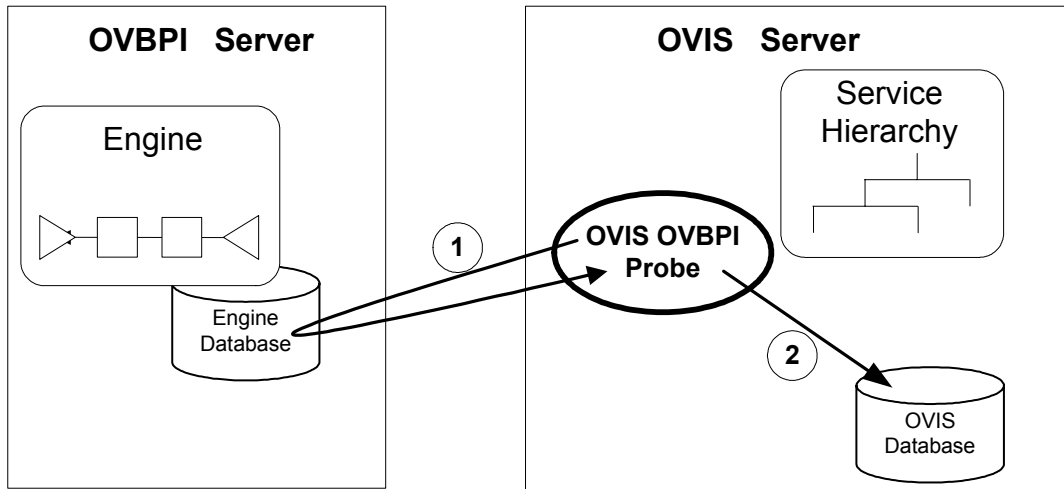 OVBPI Server
OVIS Server
Engine
Service
Hierarchy
1
OVIS OVBPI
Probe
Engine
Database
2
OVIS
Database